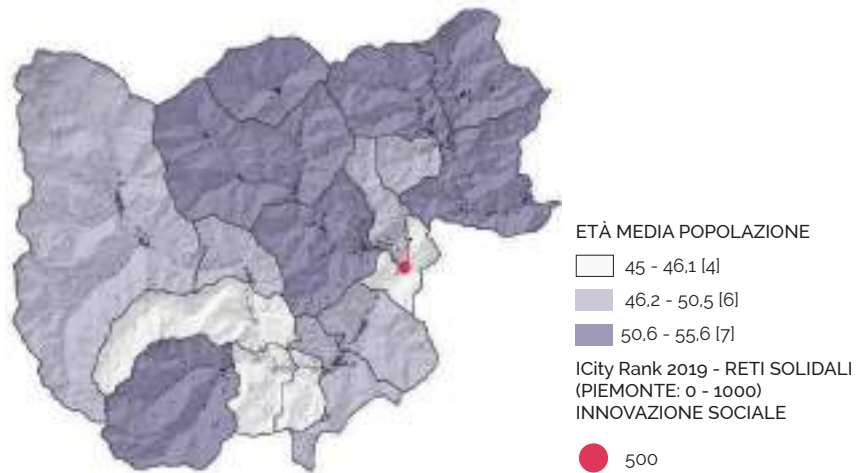 ETÀ MEDIA POPOLAZIONE
45 - 46,1 [4]
46,2 - 50,5 [6]
50,6 - 55,6 [7]
ICity Rank 2019 - RETI SOLIDALI
(PIEMONTE: 0 - 1000)
INNOVAZIONE SOCIALE
500